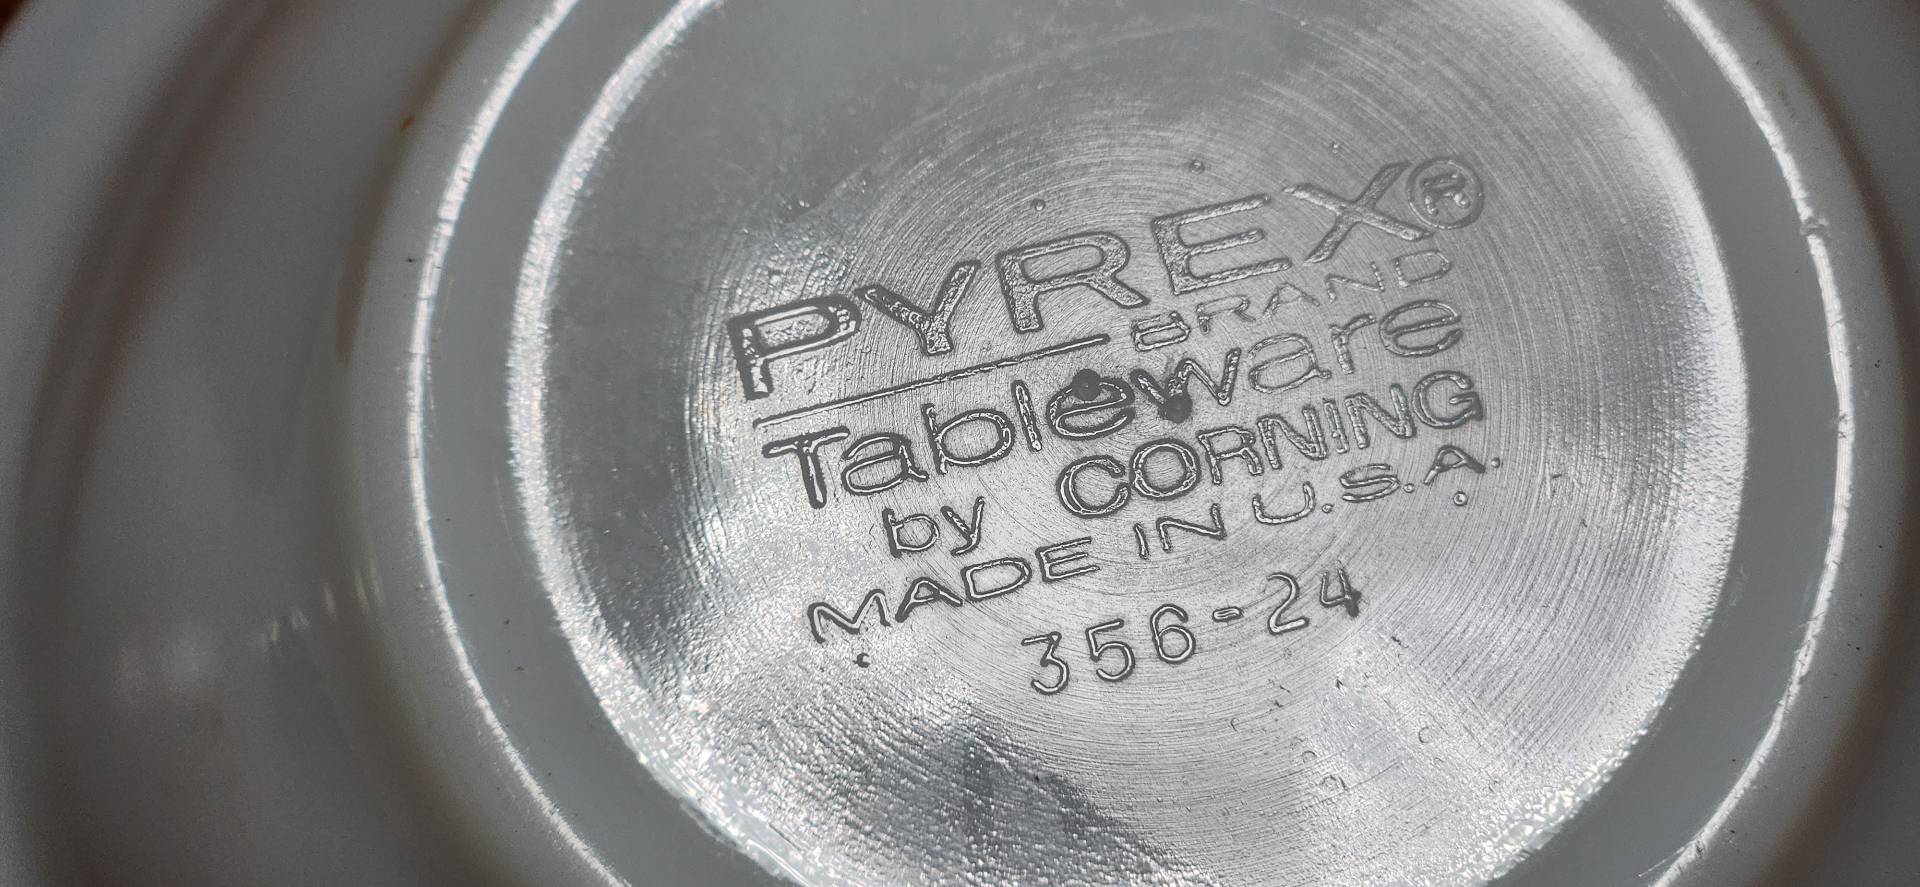 PYREX®
BRAND
Tableware
by CORNING
MADE IN U.S.A.
356-24